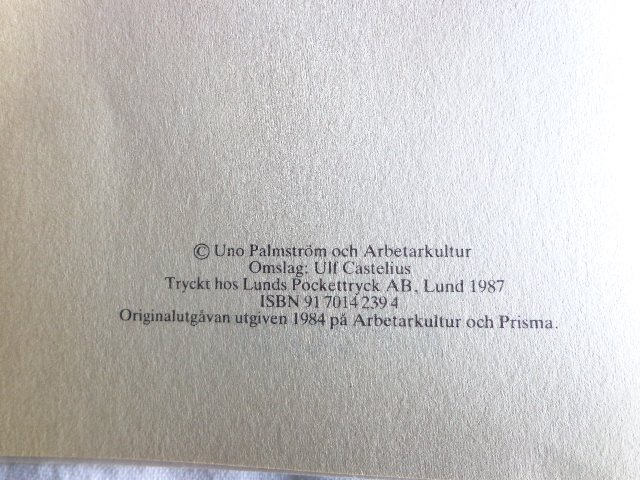 © Uno Palmström och Arbetarkultur
Omslag: Ulf Castelius
Tryckt hos Lunds Pockettryck AB, Lund 1987
ISBN 91 7014 239 4
Originalutgåvan utgiven 1984 på Arbetarkultur och Prisma.